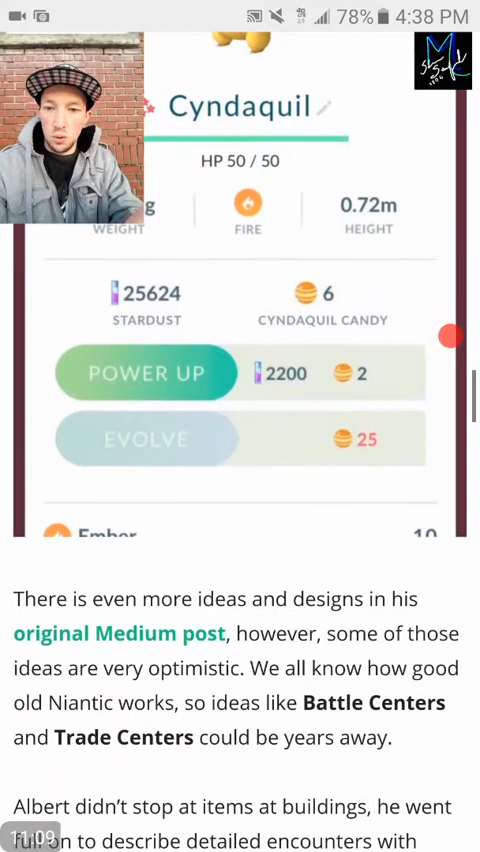 78% 4:38 PM
Cyndaquil
HP 50 / 50
g
0.72m
WEIGHT
FIRE
HEIGHT
25624
6
STARDUST
CYNDAQUIL CANDY
POWER UP 2200 2
EVOLVE 25
Ember 10
There is even more ideas and designs in his
original Medium post, however, some of those
ideas are very optimistic. We all know how good
old Niantic works, so ideas like Battle Centers
and Trade Centers could be years away.
Albert didn’t stop at items at buildings, he went
11:09
full on to describe detailed encounters with